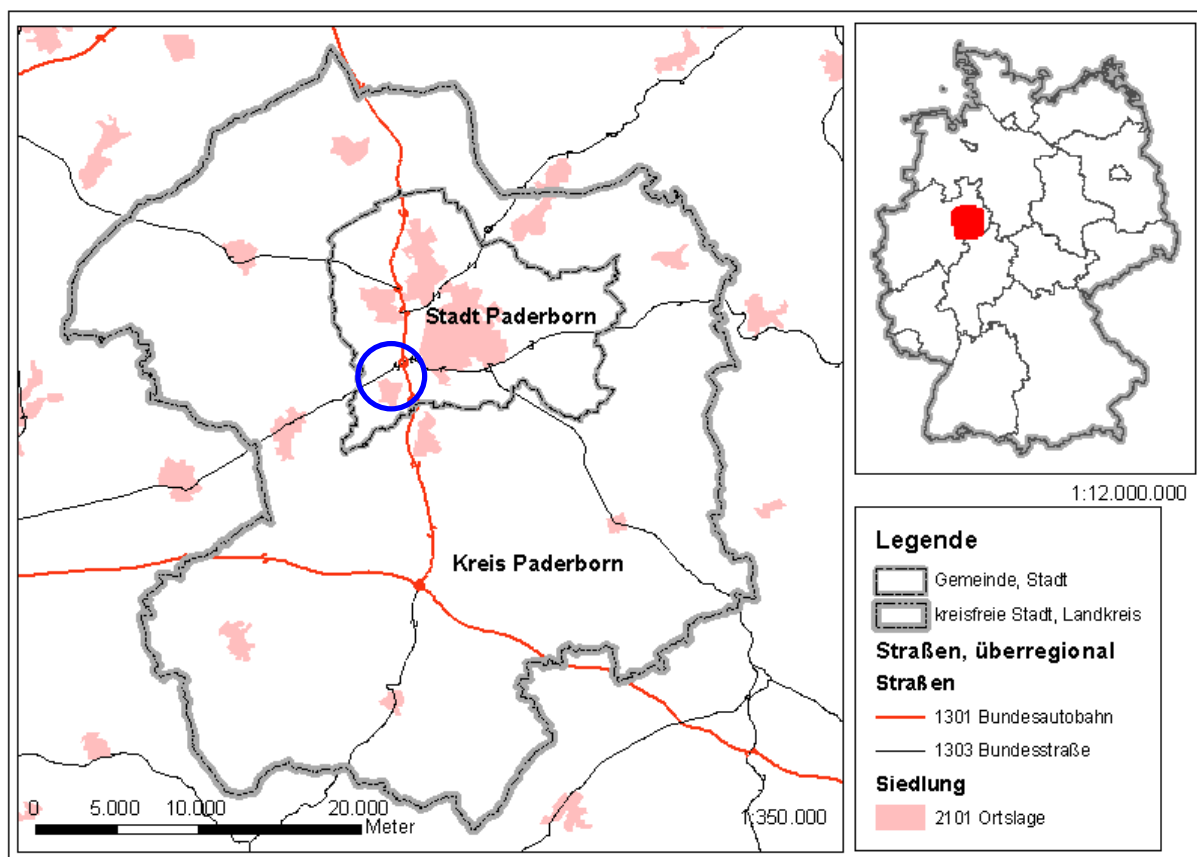 Stadt Paderborn
Kreis Paderborn
0 5.000 10.000 20.000
Meter
1:350.000
1:12.000.000
Legende
Gemeinde, Stadt
kreisfreie Stadt, Landkreis
Straßen, überregional
Straßen
1301 Bundesautobahn
1303 Bundesstraße
Siedlung
2101 Ortslage